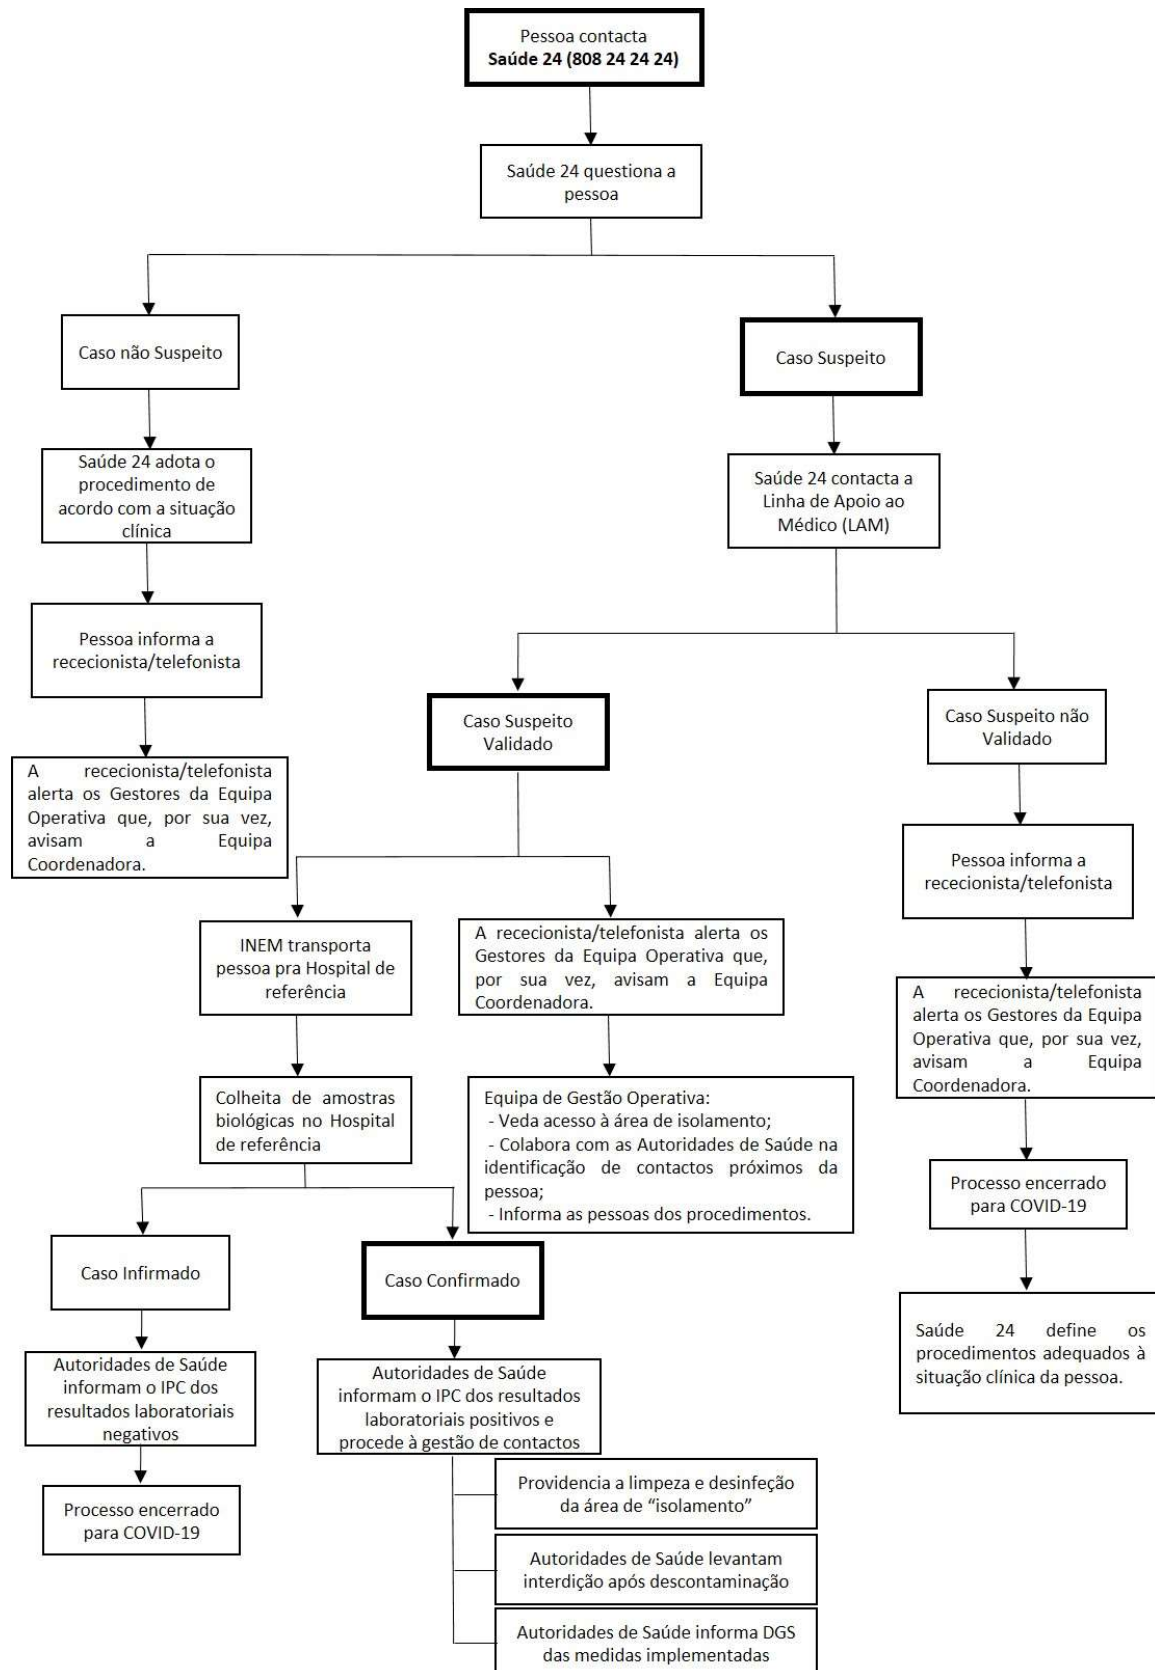 Pessoa contacta
Saúde 24 (808 24 24 24)
Saúde 24 questiona a
pessoa
Caso não Suspeito
Caso Suspeito
Saúde 24 adota o
procedimento de
acordo com a situação
clínica
Saúde 24 contacta a
Linha de Apoio ao
Médico (LAM)
Pessoa informa a
rececionista/telefonista
Caso Suspeito
Validado
Caso Suspeito não
Validado
A rececionista/telefonista
alerta os Gestores da Equipa
Operativa que, por sua vez,
avisam a Equipa
Coordenadora.
Pessoa informa a
rececionista/telefonista
INEM transporta
pessoa pra Hospital de
referência
A rececionista/telefonista alerta os
Gestores da Equipa Operativa que,
por sua vez, avisam a Equipa
Coordenadora.
A rececionista/telefonista
alerta os Gestores da Equipa
Operativa que, por sua vez,
avisam a Equipa
Coordenadora.
Colheita de amostras
biológicas no Hospital
de referência
Equipa de Gestão Operativa:
- Veda acesso à área de isolamento;
- Colabora com as Autoridades de Saúde na
identificação de contactos próximos da
pessoa;
- Informa as pessoas dos procedimentos.
Processo encerrado
para COVID-19
Caso Infirmado
Caso Confirmado
Saúde 24 define os
procedimentos adequados à
situação clínica da pessoa.
Autoridades de Saúde
informam o IPC dos
resultados laboratoriais
negativos
Autoridades de Saúde
informam o IPC dos resultados
laboratoriais positivos e
procede à gestão de contactos
Processo encerrado
para COVID-19
Providencia a limpeza e desinfeção
da área de “isolamento”
Autoridades de Saúde levantam
interdição após descontaminação
Autoridades de Saúde informa DGS
das medidas implementadas